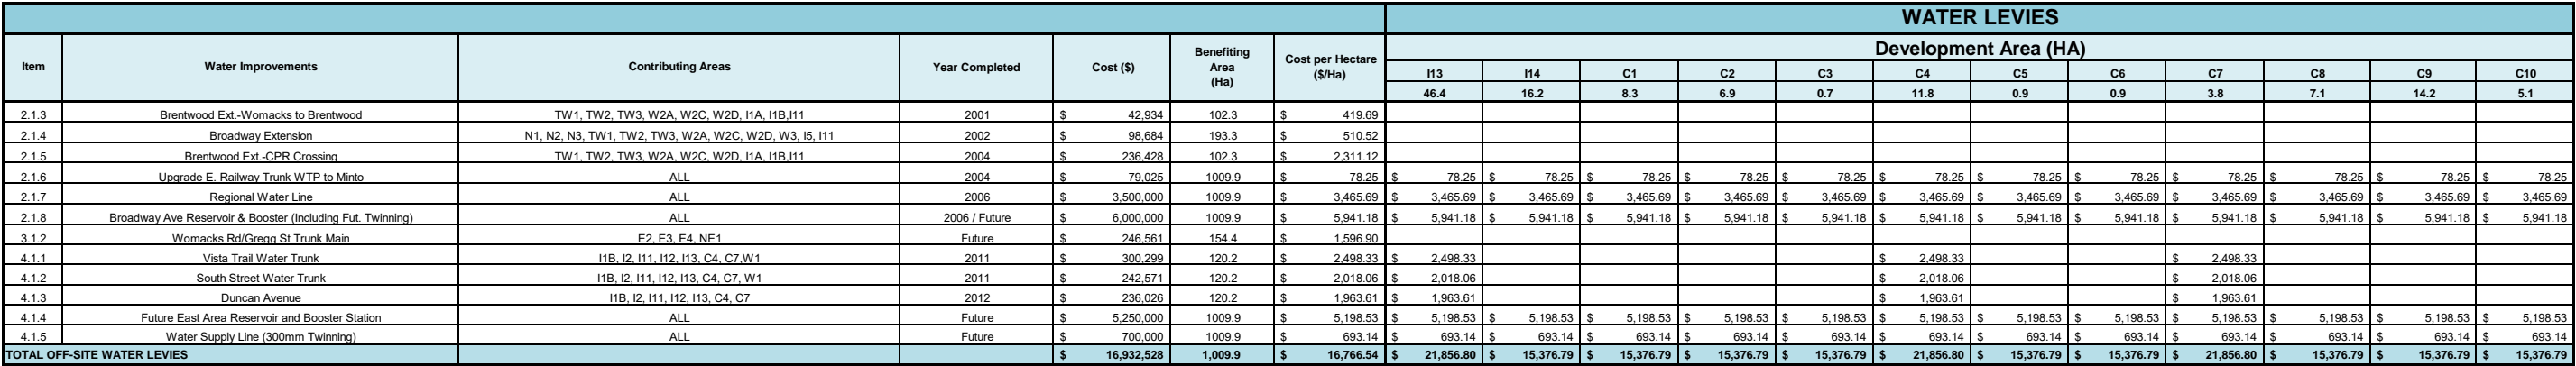 WATER LEVIES
Item Water Improvements Contributing Areas Year Completed Cost ($) Benefiting Area (Ha) Cost per Hectare ($/Ha) Development Area (HA)
I13 I14 C1 C2 C3 C4 C5 C6 C7 C8 C9 C10
46.4 16.2 8.3 6.9 0.7 11.8 0.9 0.9 3.8 7.1 14.2 5.1
2.1.3 Brentwood Ext.-Womacks to Brentwood TW1, TW2, TW3, W2A, W2C, W2D, I1A, I1B,I11 2001 $ 42,934 102.3 $ 419.69
2.1.4 Broadway Extension N1, N2, N3, TW1, TW2, TW3, W2A, W2C, W2D, W3, I5, I11 2002 $ 98,684 193.3 $ 510.52
2.1.5 Brentwood Ext.-CPR Crossing TW1, TW2, TW3, W2A, W2C, W2D, I1A, I1B,I11 2004 $ 236,428 102.3 $ 2,311.12
2.1.6 Upgrade E. Railway Trunk WTP to Minto ALL 2004 $ 79,025 1009.9 $ 78.25 $ 78.25 $ 78.25 $ 78.25 $ 78.25 $ 78.25 $ 78.25 $ 78.25 $ 78.25 $ 78.25 $ 78.25 $ 78.25 $ 78.25
2.1.7 Regional Water Line ALL 2006 $ 3,500,000 1009.9 $ 3,465.69 $ 3,465.69 $ 3,465.69 $ 3,465.69 $ 3,465.69 $ 3,465.69 $ 3,465.69 $ 3,465.69 $ 3,465.69 $ 3,465.69 $ 3,465.69 $ 3,465.69 $ 3,465.69
2.1.8 Broadway Ave Reservoir & Booster (Including Fut. Twinning) ALL 2006 / Future $ 6,000,000 1009.9 $ 5,941.18 $ 5,941.18 $ 5,941.18 $ 5,941.18 $ 5,941.18 $ 5,941.18 $ 5,941.18 $ 5,941.18 $ 5,941.18 $ 5,941.18 $ 5,941.18 $ 5,941.18 $ 5,941.18
3.1.2 Womacks Rd/Gregg St Trunk Main E2, E3, E4, NE1 Future $ 246,561 154.4 $ 1,596.90
4.1.1 Vista Trail Water Trunk I1B, I2, I11, I12, I13, C4, C7,W1 2011 $ 300,299 120.2 $ 2,498.33 $ 2,498.33 $ 2,498.33 $ 2,498.33
4.1.2 South Street Water Trunk I1B, I2, I11, I12, I13, C4, C7, W1 2011 $ 242,571 120.2 $ 2,018.06 $ 2,018.06 $ 2,018.06 $ 2,018.06
4.1.3 Duncan Avenue I1B, I2, I11, I12, I13, C4, C7 2012 $ 236,026 120.2 $ 1,963.61 $ 1,963.61 $ 1,963.61 $ 1,963.61
4.1.4 Future East Area Reservoir and Booster Station ALL Future $ 5,250,000 1009.9 $ 5,198.53 $ 5,198.53 $ 5,198.53 $ 5,198.53 $ 5,198.53 $ 5,198.53 $ 5,198.53 $ 5,198.53 $ 5,198.53 $ 5,198.53 $ 5,198.53 $ 5,198.53 $ 5,198.53
4.1.5 Water Supply Line (300mm Twinning) ALL Future $ 700,000 1009.9 $ 693.14 $ 693.14 $ 693.14 $ 693.14 $ 693.14 $ 693.14 $ 693.14 $ 693.14 $ 693.14 $ 693.14 $ 693.14 $ 693.14 $ 693.14
TOTAL OFF-SITE WATER LEVIES $ 16,932,528 1,009.9 $ 16,766.54 $ 21,856.80 $ 15,376.79 $ 15,376.79 $ 15,376.79 $ 15,376.79 $ 21,856.80 $ 15,376.79 $ 15,376.79 $ 21,856.80 $ 15,376.79 $ 15,376.79 $ 15,376.79